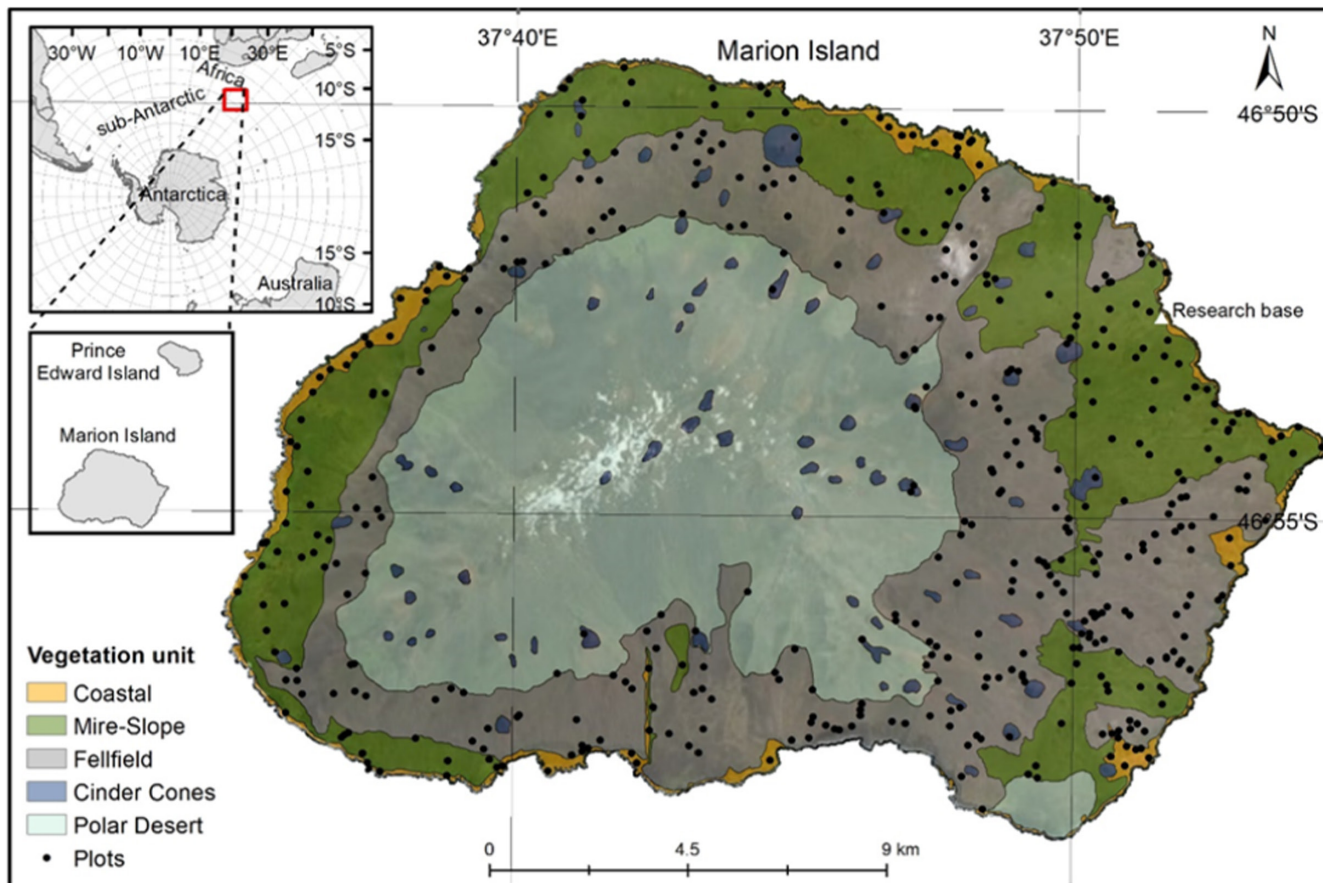 Marion Island
37°40'E
37°50'E
N
46°50'S
46°55'S
30°W
10°W
10°E
30°E
5°S
10°S
15°S
15°S
10°S
Africa
sub-Antarctic
Antarctica
Australia
Prince
Edward Island
Marion Island
Research base
Vegetation unit
Coastal
Mire-Slope
Fellfield
Cinder Cones
Polar Desert
Plots
0
4.5
9 km